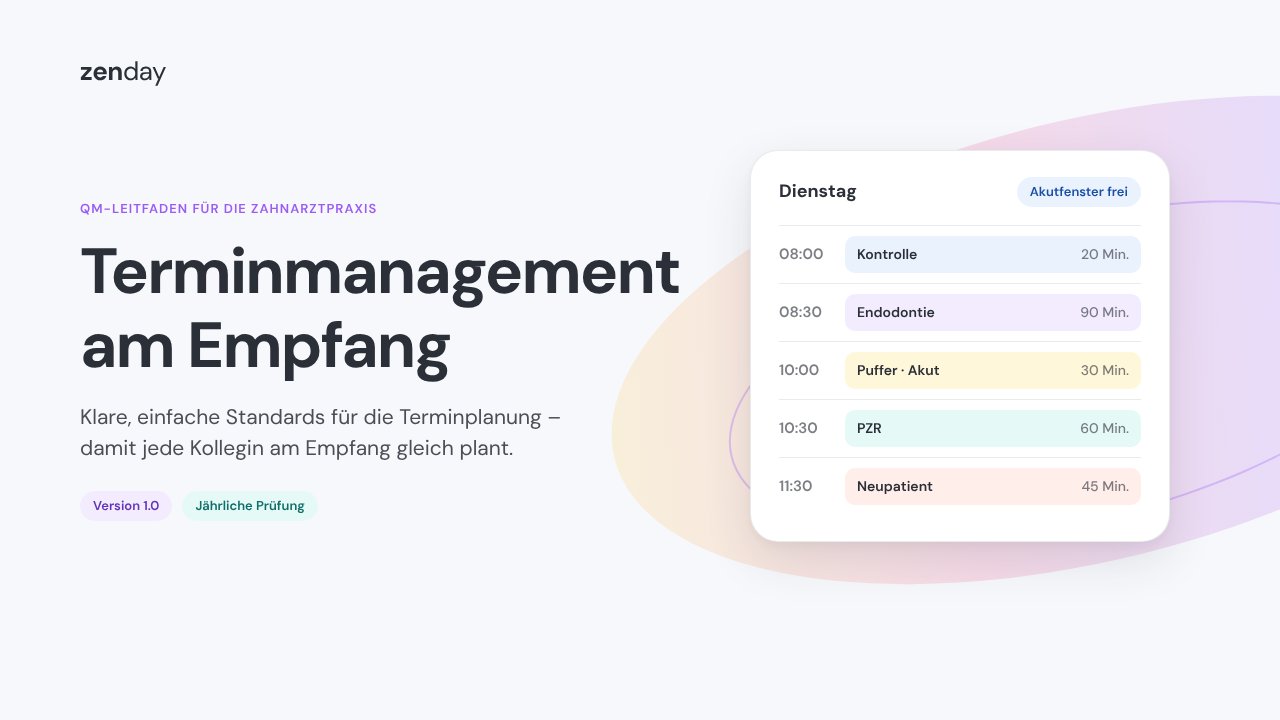 zenday
QM-LEITFADEN FÜR DIE ZAHNARZTPRAXIS
Terminmanagement
am Empfang
Klare, einfache Standards für die Terminplanung –
damit jede Kollegin am Empfang gleich plant.
Version 1.0 Jährliche Prüfung
Dienstag Akutfenster frei
08:00 Kontrolle 20 Min.
08:30 Endodontie 90 Min.
10:00 Puffer · Akut 30 Min.
10:30 PZR 60 Min.
11:30 Neupatient 45 Min.